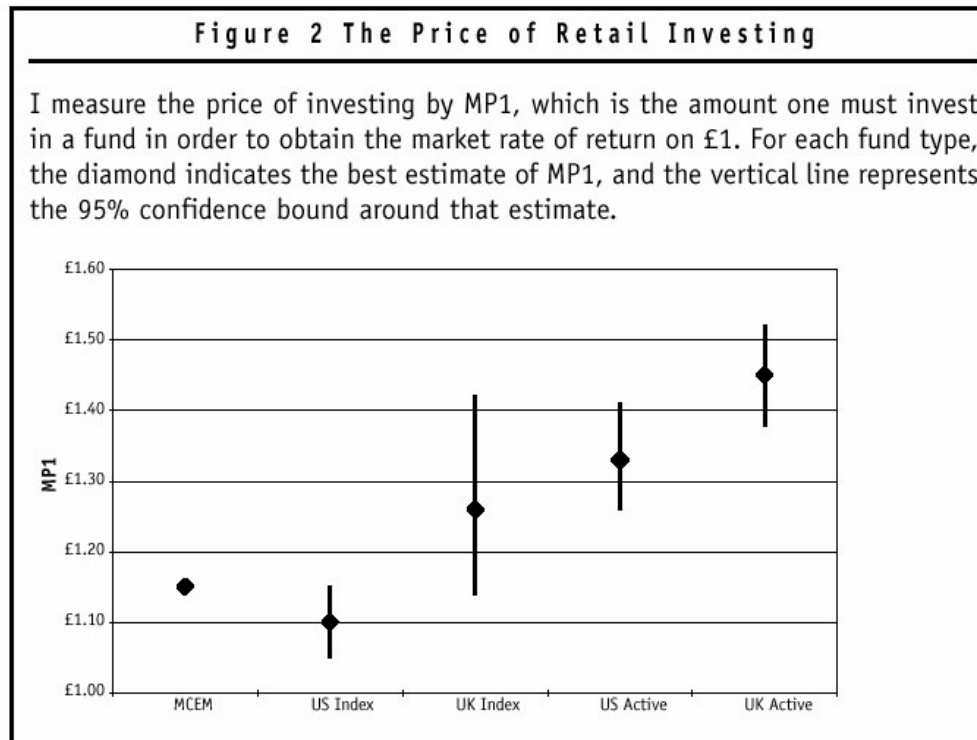 Figure 2 The Price of Retail Investing
I measure the price of investing by MP1, which is the amount one must invest
in a fund in order to obtain the market rate of return on £1. For each fund type,
the diamond indicates the best estimate of MP1, and the vertical line represents
the 95% confidence bound around that estimate.
£1.60
£1.50
£1.40
£1.30
£1.20
£1.10
£1.00
MP1
MCEM US Index UK Index US Active UK Active